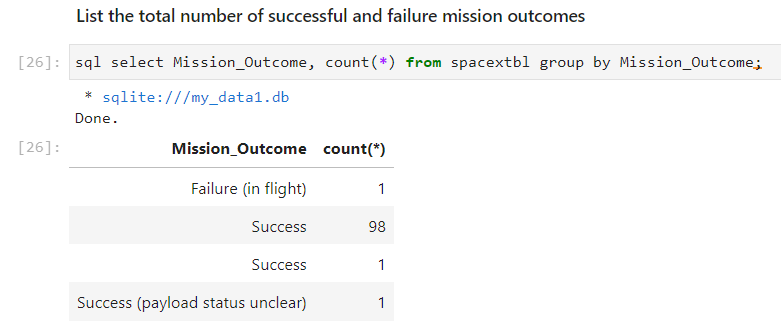 List the total number of successful and failure mission outcomes
[26]: sql select Mission_Outcome, count(*) from spacextbl group by Mission_Outcome;
* sqlite:///my_data1.db
Done.
[26]: Mission_Outcome count(*)
Failure (in flight) 1
Success 98
Success 1
Success (payload status unclear) 1